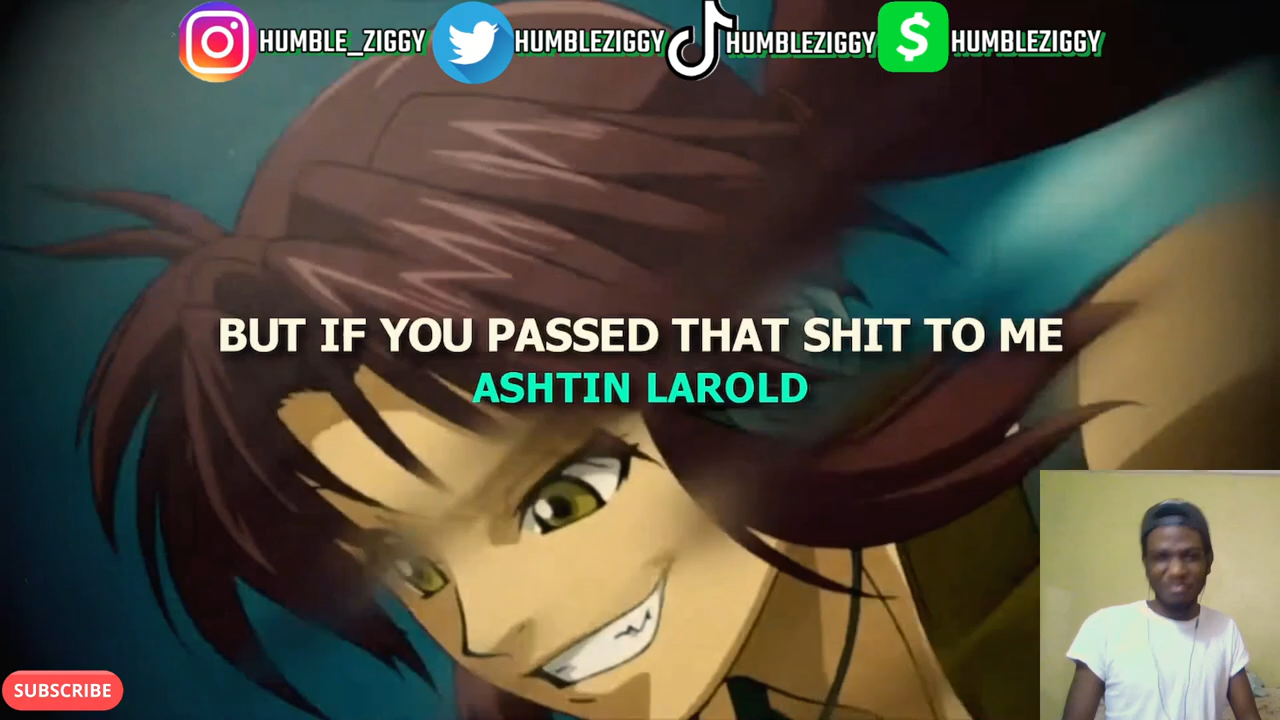 HUMBLE_ZIGGY HUMBLEZIGGY HUMBLEZIGGY HUMBLEZIGGY
BUT IF YOU PASSED THAT SHIT TO ME
ASHTIN LAROLD
SUBSCRIBE